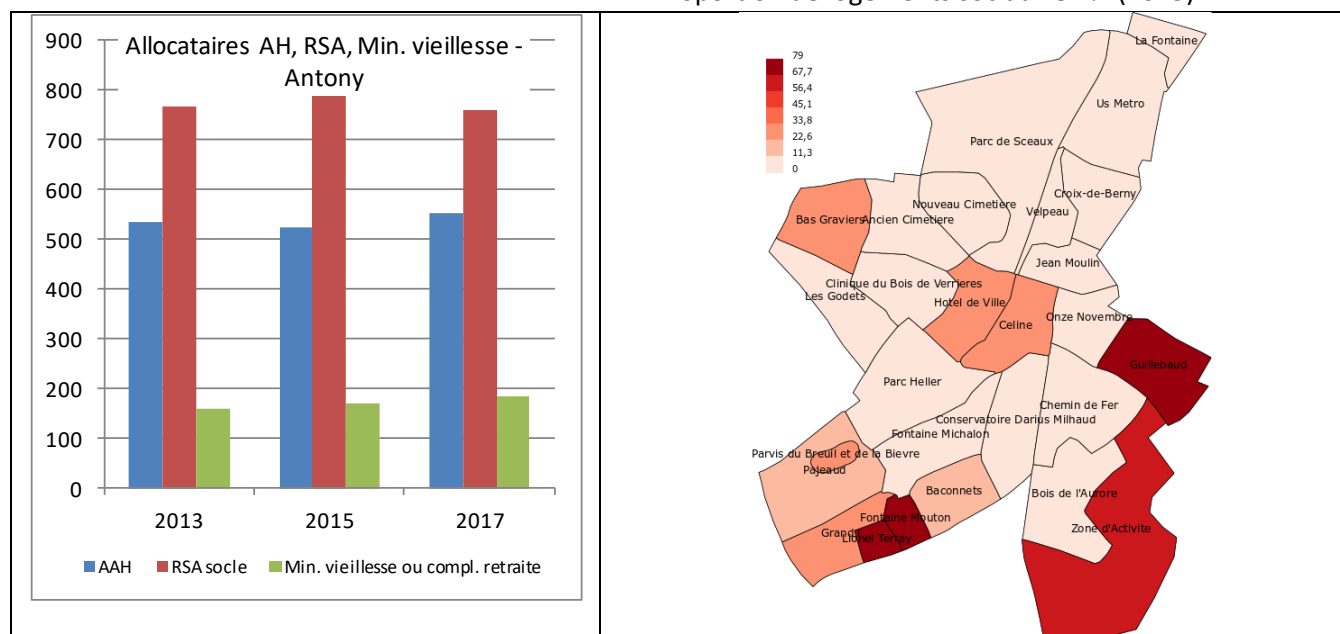 Allocataires AH, RSA, Min. vieillesse -
Antony
900
800
700
600
500
400
300
200
100
0
2013
2015
2017
AAH
RSA socle
Min. vieillesse ou compl. retraite
79
67,7
56,4
45,1
33,8
22,6
11,3
0
La Fontaine
Us Metro
Parc de Sceaux
Croix-de-Berny
Nouveau Cimetière
Velpeau
Bas Graviers
Ancien Cimetiere
Jean Moulin
Clinique du Bois de Verrieres
Les Godets
Hotel de Ville
Celine
Onze Novembre
Guillebaud
Parc Heller
Chemin de Fer
Conservatoire Darius Milhaud
Fontaine Michalon
Parvis du Breuil et de la Bievre
Pajeaud
Baconnets
Bois de l'Aurore
Fontaine Mouton
Zone d'Activite
Lionel Terray